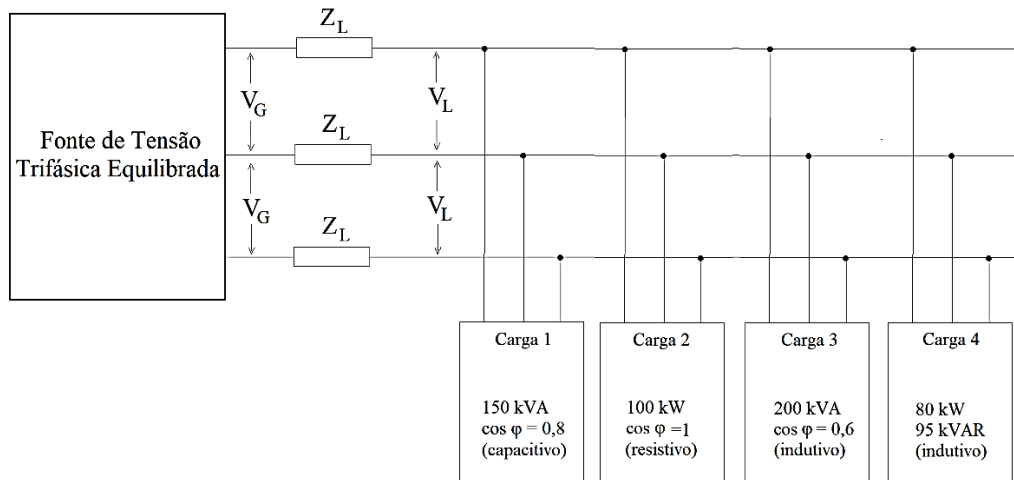 Z_L
V_G
V_L
Fonte de Tensão
Trifásica Equilibrada
Z_L
V_G
V_L
Z_L
Carga 1
150 kVA
cos φ = 0,8
(capacitivo)
Carga 2
100 kW
cos φ =1
(resistivo)
Carga 3
200 kVA
cos φ = 0,6
(indutivo)
Carga 4
80 kW
95 kVAR
(indutivo)